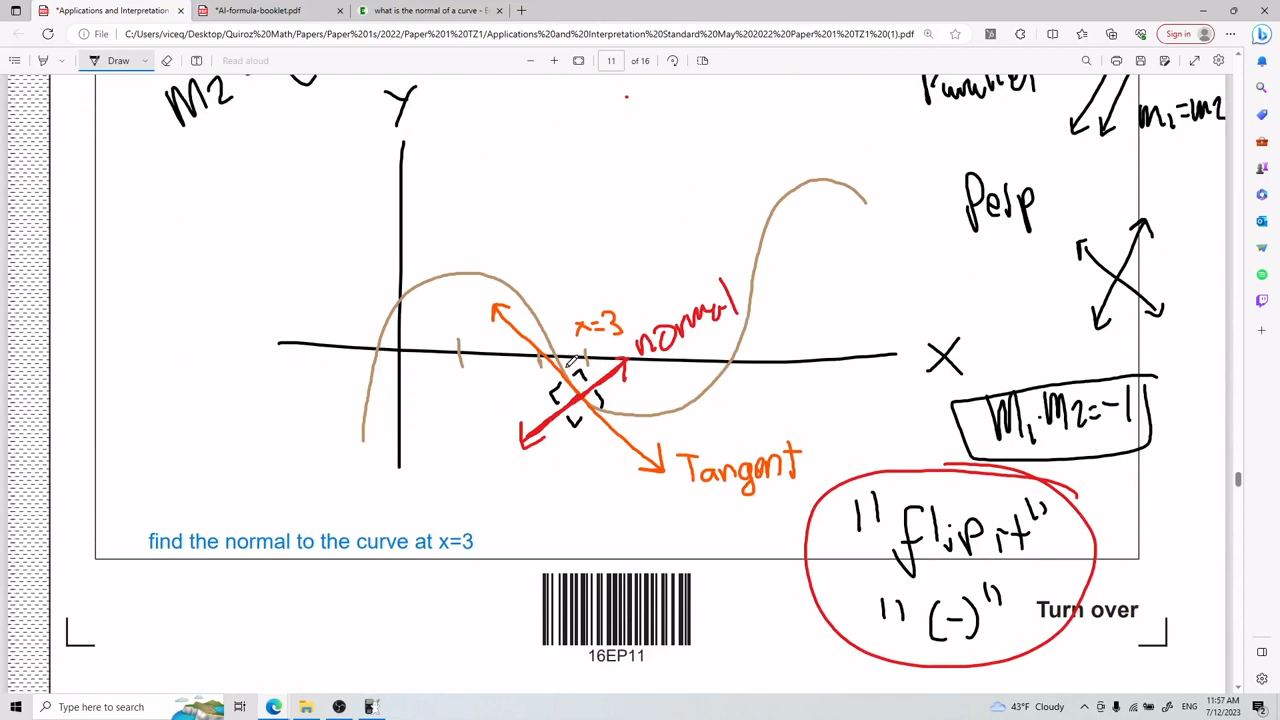 *Applications and Interpretation
*AI-formula-booklet.pdf
what is the normal of a curve - B
File
C:/Users/viceq/Desktop/Quiroz%20Math/Papers/Paper%201s/2022/Paper%201%20TZ1/Applications%20and%20Interpretation%20Standard%20May%202022%20Paper%201%20TZ1%20(1).pdf
Sign in
Draw
Read aloud
11
of 16
M2
Y
Parallel
m1=m2
Perp
x=3
normal
X
M1.M2=-1
Tangent
"flip it"
find the normal to the curve at x=3
"(-)"
Turn over
16EP11
Type here to search
43°F Cloudy
11:57 AM
7/12/2023